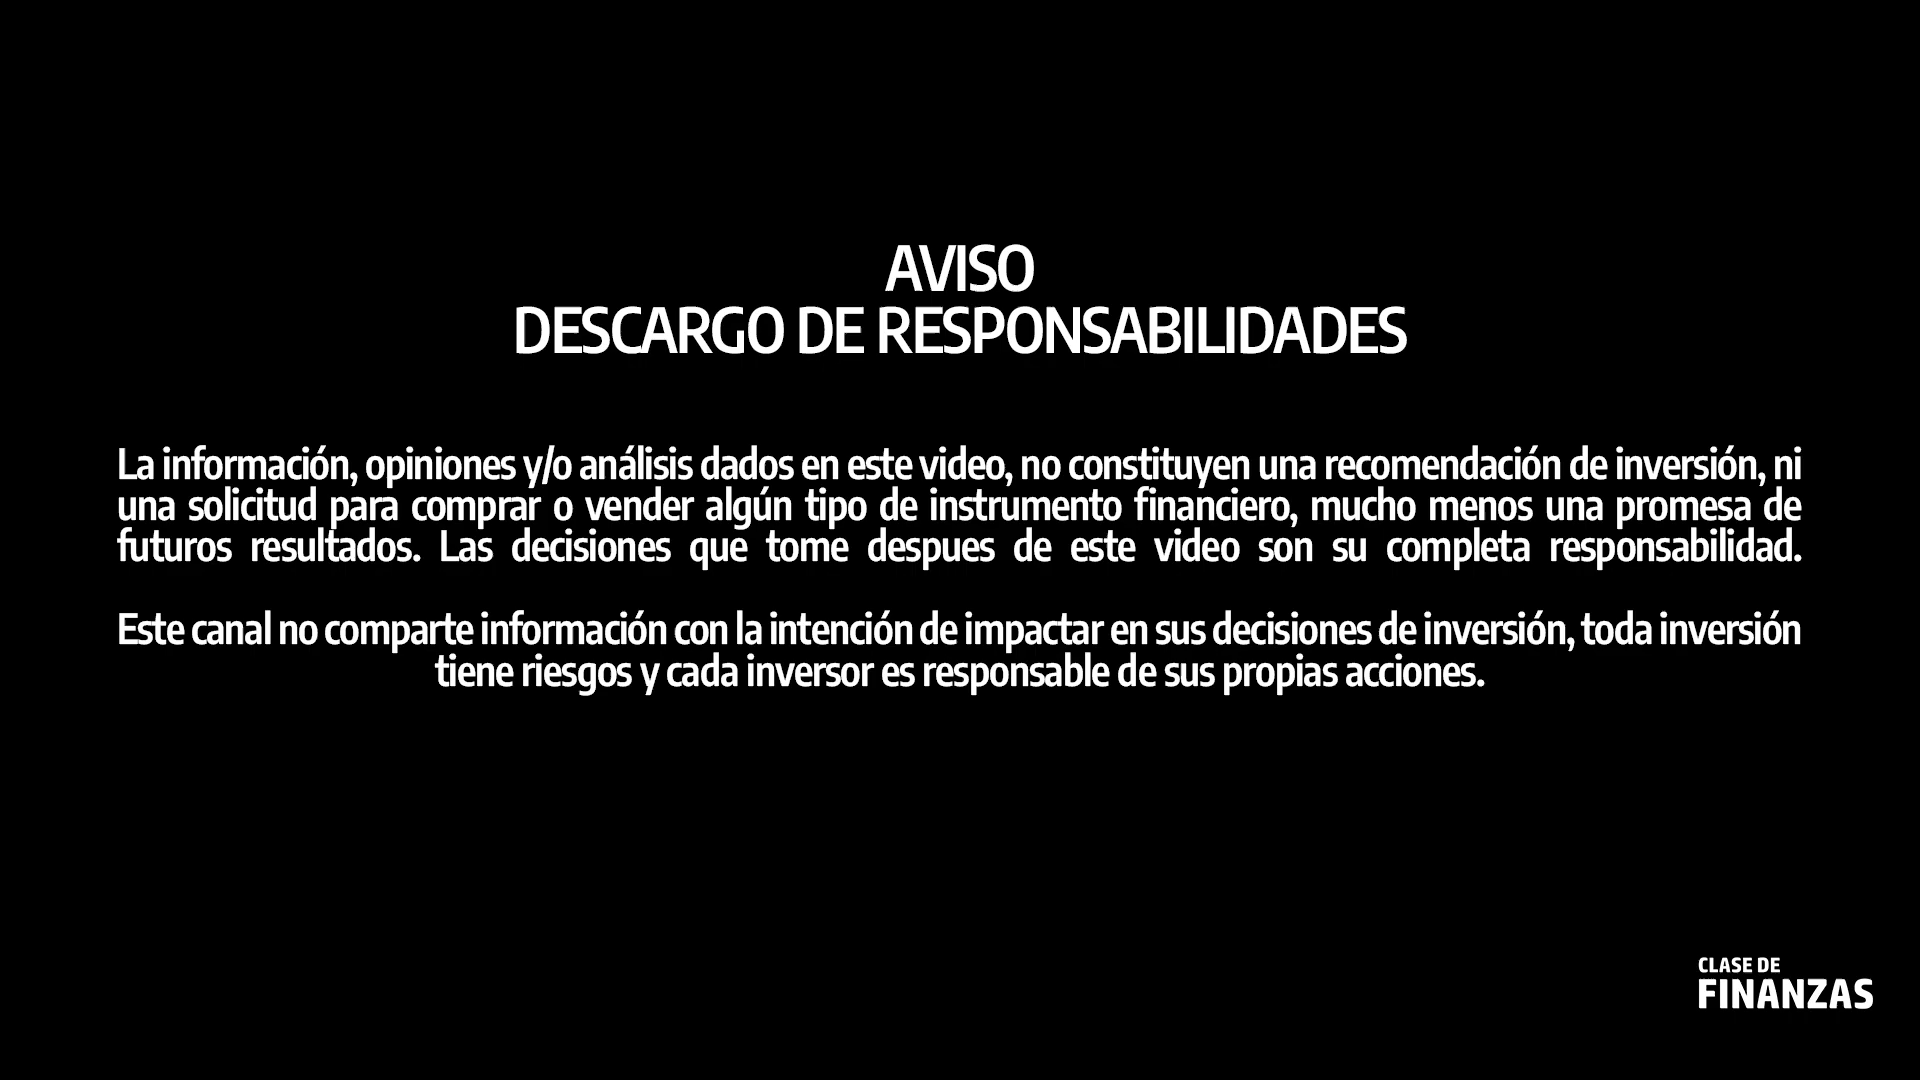 AVISO
DESCARGO DE RESPONSABILIDADES
La información, opiniones y/o análisis dados en este video, no constituyen una recomendación de inversión, ni
una solicitud para comprar o vender algún tipo de instrumento financiero, mucho menos una promesa de
futuros resultados. Las decisiones que tome despues de este video son su completa responsabilidad.
Este canal no comparte información con la intención de impactar en sus decisiones de inversión, toda inversión
tiene riesgos y cada inversor es responsable de sus propias acciones.
CLASE DE
FINANZAS